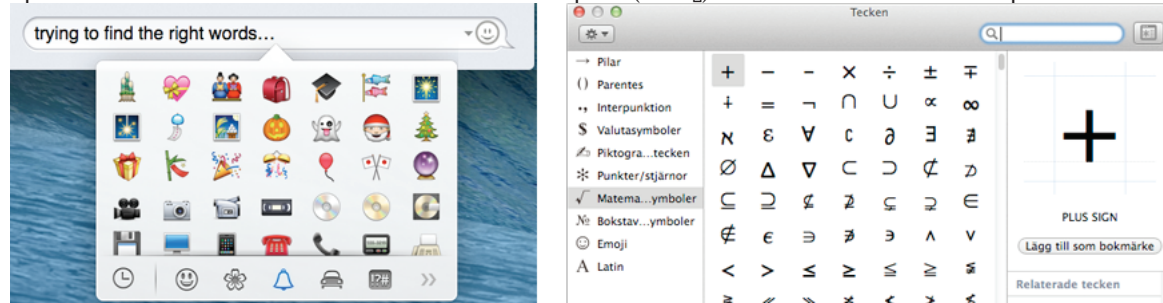 trying to find the right words...
Tecken
→ Pilar
() Parentes
Interpunktion
$ Valutasymboler
Piktogra...tecken
Punkter/stjärnor
√ Matema...ymboler
№ Bokstav...ymboler
Emoji
A Latin
+ − − × ÷ ± ∓
∔ = ¬ ∩ ∪ ∝ ∞
א ε ∀ ∁ ∂ ∃ ∄
∅ ∆ ∇ ⊂ ⊃ ⊄ ⊅
⊆ ⊇ ⊈ ⊉ ⊊ ⊋ ∈
∉ ∊ ∋ ∌ ∍ ∧ ∨
< > ≤ ≥ ≦ ≧ ≨
+
PLUS SIGN
Lägg till som bokmärke
Relaterade tecken